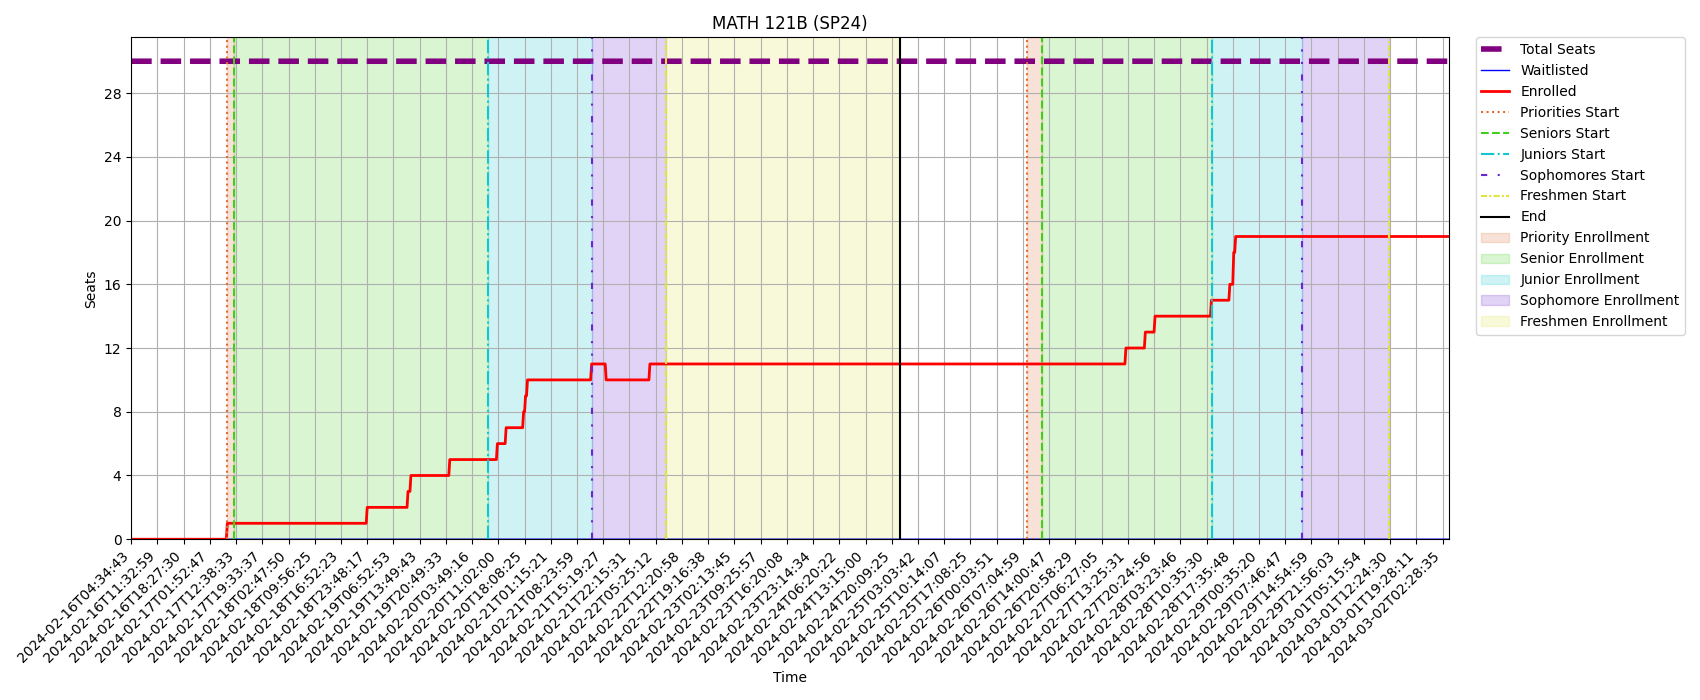 MATH 121B (SP24)
Seats
28
24
20
16
12
8
4
0
2024-02-16T04:34:43
2024-02-16T11:32:59
2024-02-16T18:27:30
2024-02-17T01:52:47
2024-02-17T12:38:33
2024-02-17T19:33:37
2024-02-18T02:47:50
2024-02-18T09:56:25
2024-02-18T16:52:23
2024-02-18T23:48:17
2024-02-19T06:52:53
2024-02-19T13:49:43
2024-02-19T20:49:33
2024-02-20T03:49:16
2024-02-20T11:02:00
2024-02-20T18:08:25
2024-02-21T01:15:21
2024-02-21T08:23:59
2024-02-21T15:19:27
2024-02-21T22:15:31
2024-02-22T05:25:12
2024-02-22T12:20:58
2024-02-22T19:16:38
2024-02-23T02:13:45
2024-02-23T09:25:57
2024-02-23T16:20:08
2024-02-23T23:14:34
2024-02-24T06:20:22
2024-02-24T13:15:00
2024-02-24T20:09:25
2024-02-25T03:03:42
2024-02-25T10:14:07
2024-02-25T17:08:25
2024-02-26T00:03:51
2024-02-26T07:04:59
2024-02-26T14:00:47
2024-02-26T20:58:29
2024-02-27T06:27:05
2024-02-27T13:25:31
2024-02-27T20:24:56
2024-02-28T03:23:46
2024-02-28T10:35:30
2024-02-28T17:35:48
2024-02-29T00:35:20
2024-02-29T07:46:47
2024-02-29T14:54:59
2024-02-29T21:56:03
2024-03-01T05:15:54
2024-03-01T12:24:30
2024-03-01T19:28:11
2024-03-02T02:28:35
Time
Total Seats
Waitlisted
Enrolled
Priorities Start
Seniors Start
Juniors Start
Sophomores Start
Freshmen Start
End
Priority Enrollment
Senior Enrollment
Junior Enrollment
Sophomore Enrollment
Freshmen Enrollment